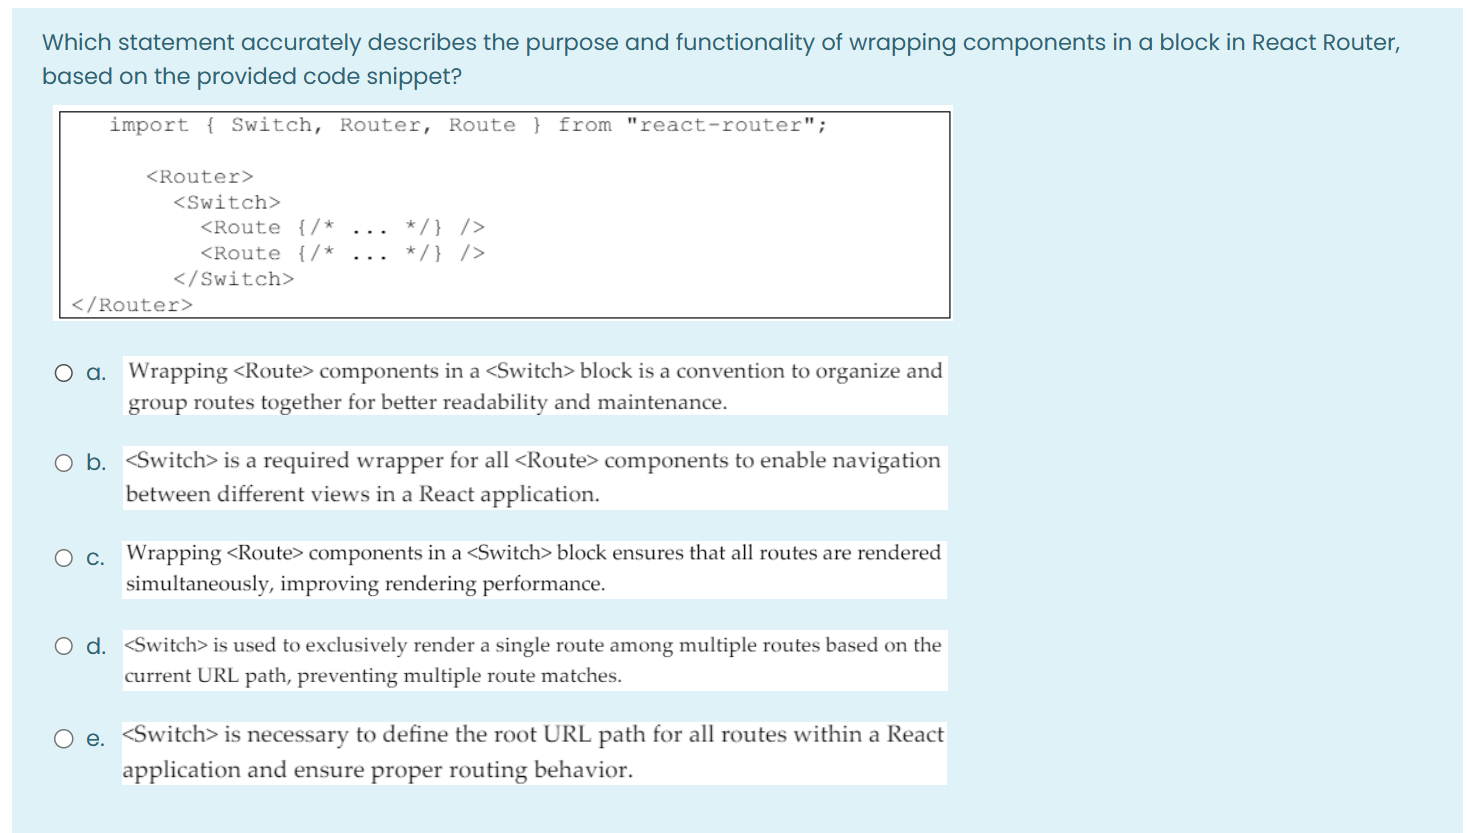 Which statement accurately describes the purpose and functionality of wrapping components in a block in React Router,
based on the provided code snippet?
import { Switch, Router, Route } from "react-router";
<Router>
<Switch>
<Route {/* ... */} />
<Route {/* ... */} />
</Switch>
</Router>
a. Wrapping <Route> components in a <Switch> block is a convention to organize and
group routes together for better readability and maintenance.
b. <Switch> is a required wrapper for all <Route> components to enable navigation
between different views in a React application.
c. Wrapping <Route> components in a <Switch> block ensures that all routes are rendered
simultaneously, improving rendering performance.
d. <Switch> is used to exclusively render a single route among multiple routes based on the
current URL path, preventing multiple route matches.
e. <Switch> is necessary to define the root URL path for all routes within a React
application and ensure proper routing behavior.